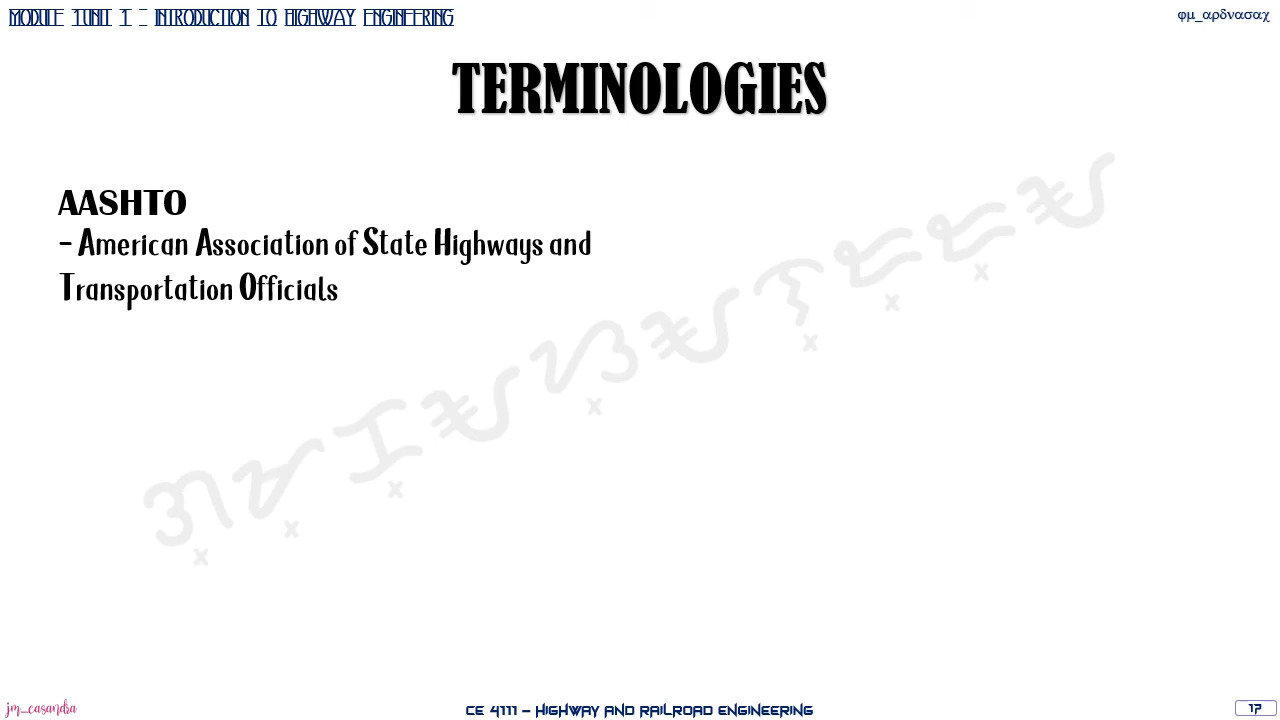 MODULE 1UNIT 1 - INTRODUCTION TO HIGHWAY ENGINEERING
φμ_αρδνασαχ
TERMINOLOGIES
AASHTO
- American Association of State Highways and
Transportation Officials
jm_casandra
CE 4111 – HIGHWAY AND RAILROAD ENGINEERING
17